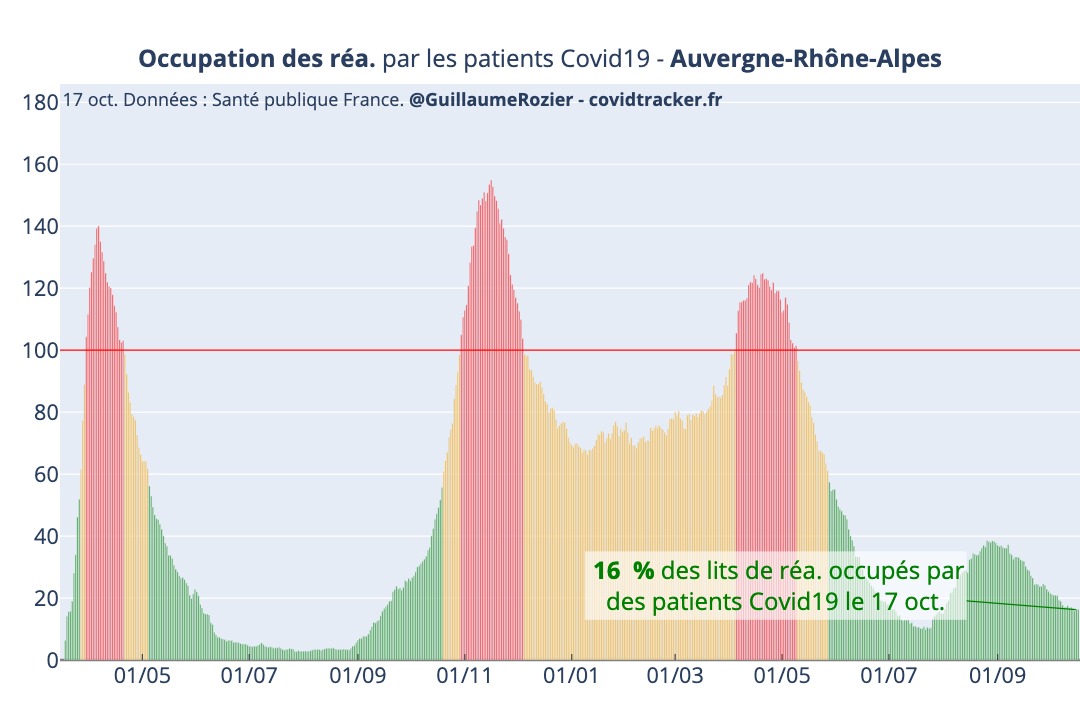 Occupation des réa. par les patients Covid19 - Auvergne-Rhône-Alpes
17 oct. Données : Santé publique France. @GuillaumeRozier - covidtracker.fr
180
160
140
120
100
80
60
40
20
0
16 % des lits de réa. occupés par
des patients Covid19 le 17 oct.
01/05 01/07 01/09 01/11 01/01 01/03 01/05 01/07 01/09